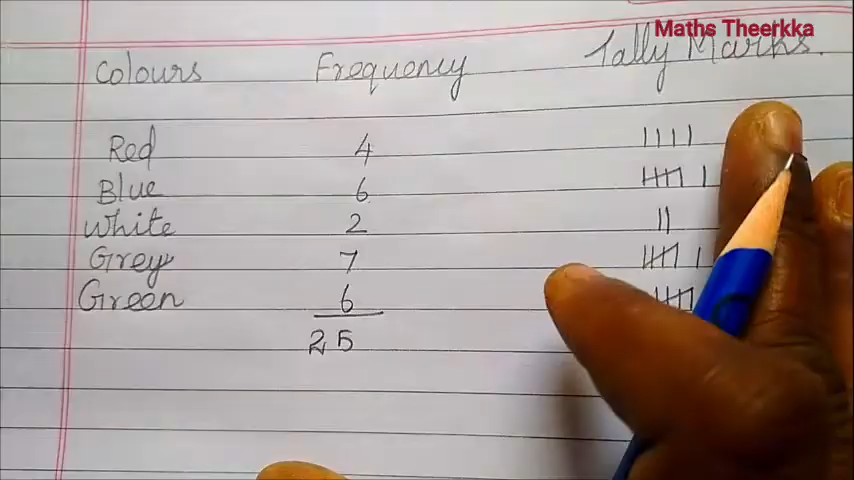 Maths Theerkka
Colours Frequency Tally Marks.
Red 4 ||||
Blue 6 |||| |
White 2 ||
Grey 7 |||| |
Green 6 ||||
25